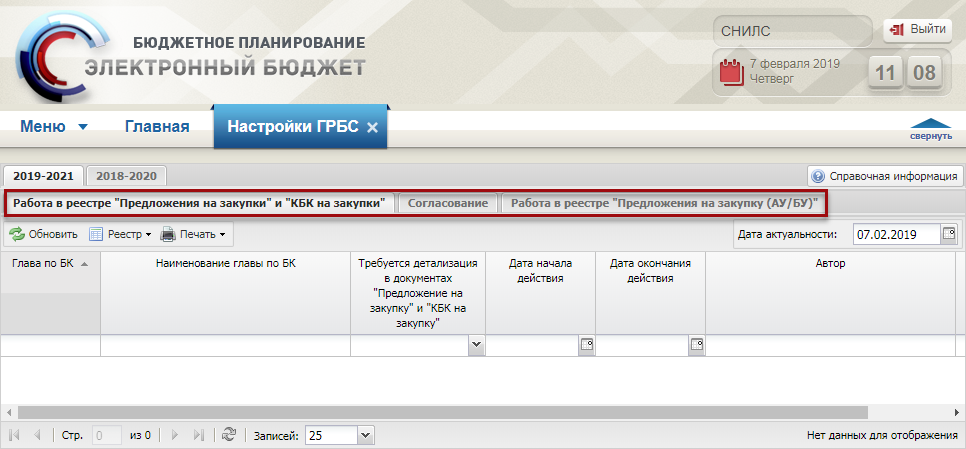 БЮДЖЕТНОЕ ПЛАНИРОВАНИЕ
ЭЛЕКТРОННЫЙ БЮДЖЕТ
СНИЛС
Выйти
7 февраля 2019
Четверг
11 08
Меню
Главная
Настройки ГРБС
свернуть
2019-2021
2018-2020
Справочная информация
Работа в реестре "Предложения на закупки" и "КБК на закупки"
Согласование
Работа в реестре "Предложения на закупку (АУ/БУ)"
Обновить
Реестр
Печать
Дата актуальности:
07.02.2019
Глава по БК
Наименование главы по БК
Требуется детализация
в документах
"Предложение на
закупку" и "КБК на
закупку"
Дата начала
действия
Дата окончания
действия
Автор
Стр.
0
из 0
Записей:
25
Нет данных для отображения